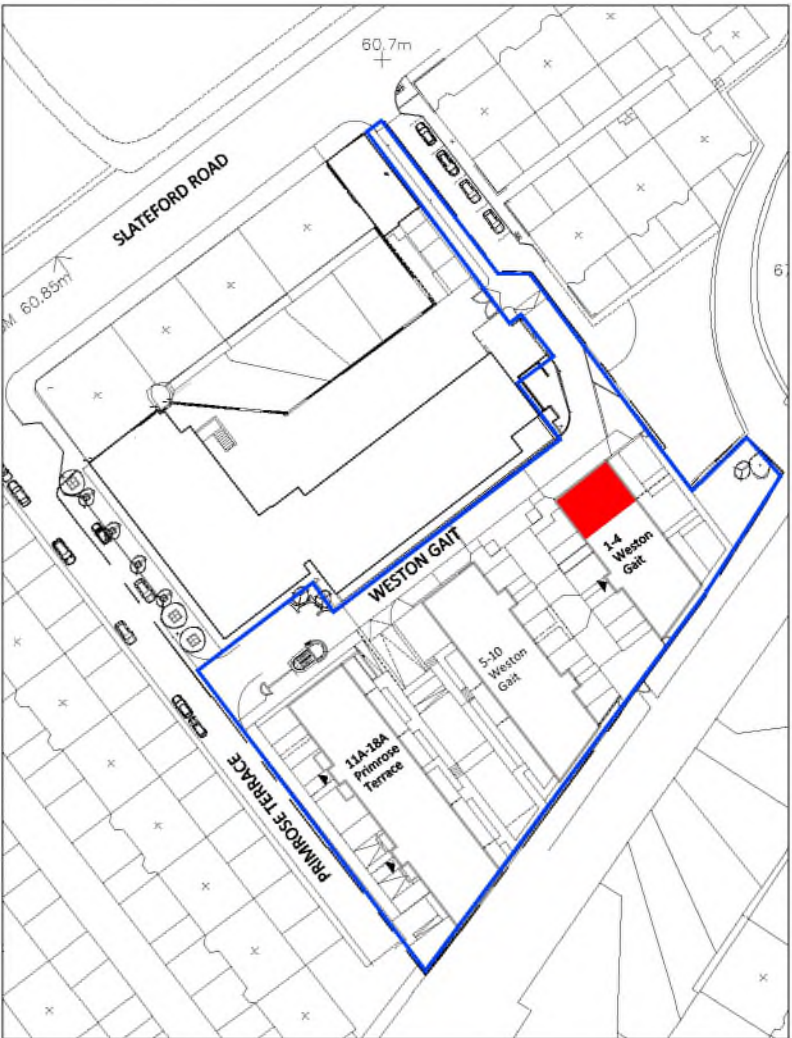 60.7m
SLATEFORD ROAD
60.85m
WESTON GAIT
1-4
Weston
Gait
5-10
Weston
Gait
11A-18A
Primrose
Terrace
PRIMROSE TERRACE